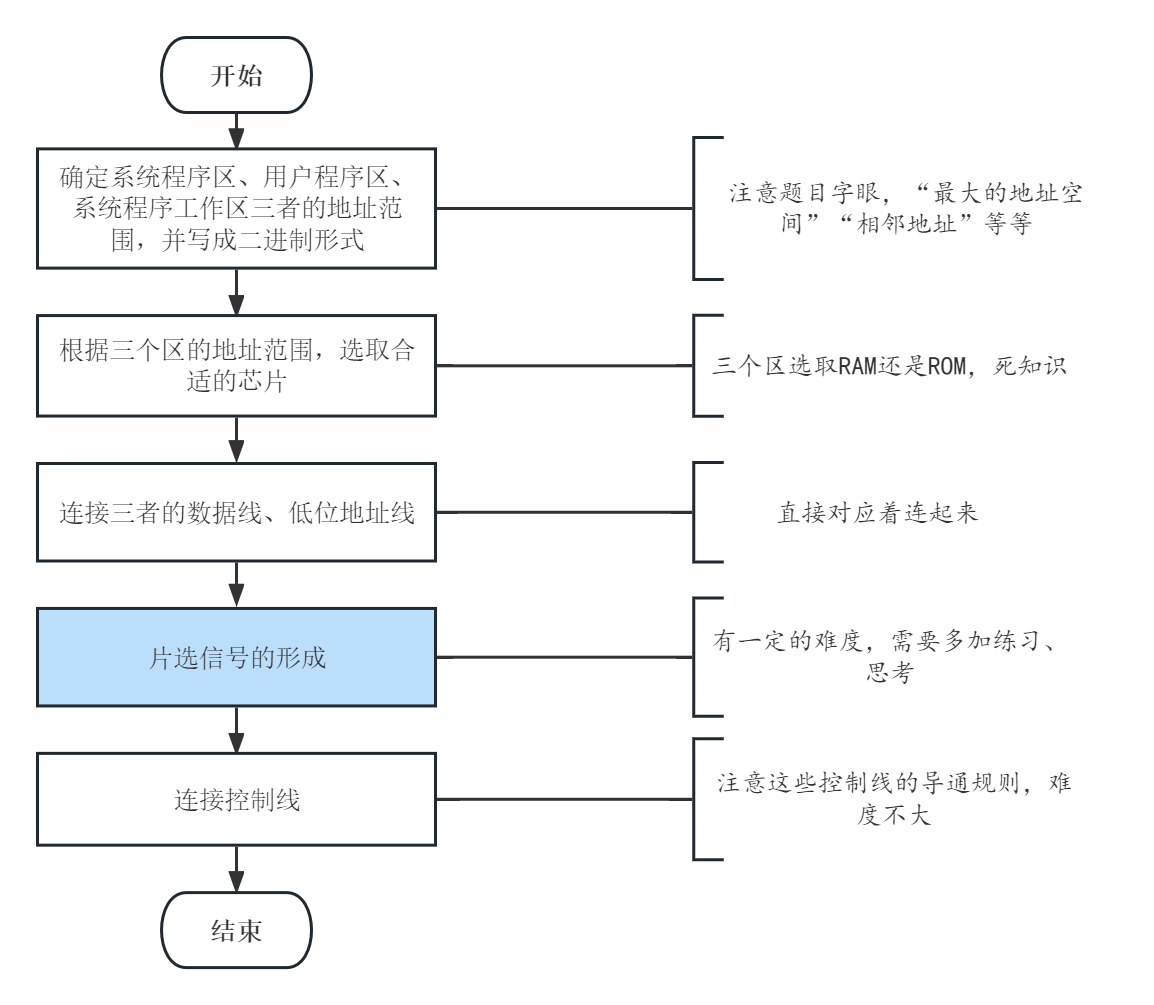 开始
确定系统程序区、用户程序区、
系统程序工作区三者的地址范
围，并写成二进制形式
注意题目字眼，“最大的地址空
间”“相邻地址”等等
根据三个区的地址范围，选取合
适的芯片
三个区选取RAM还是ROM，死知识
连接三者的数据线、低位地址线
直接对应着连起来
片选信号的形成
有一定的难度，需要多加练习、
思考
连接控制线
注意这些控制线的导通规则，难
度不大
结束